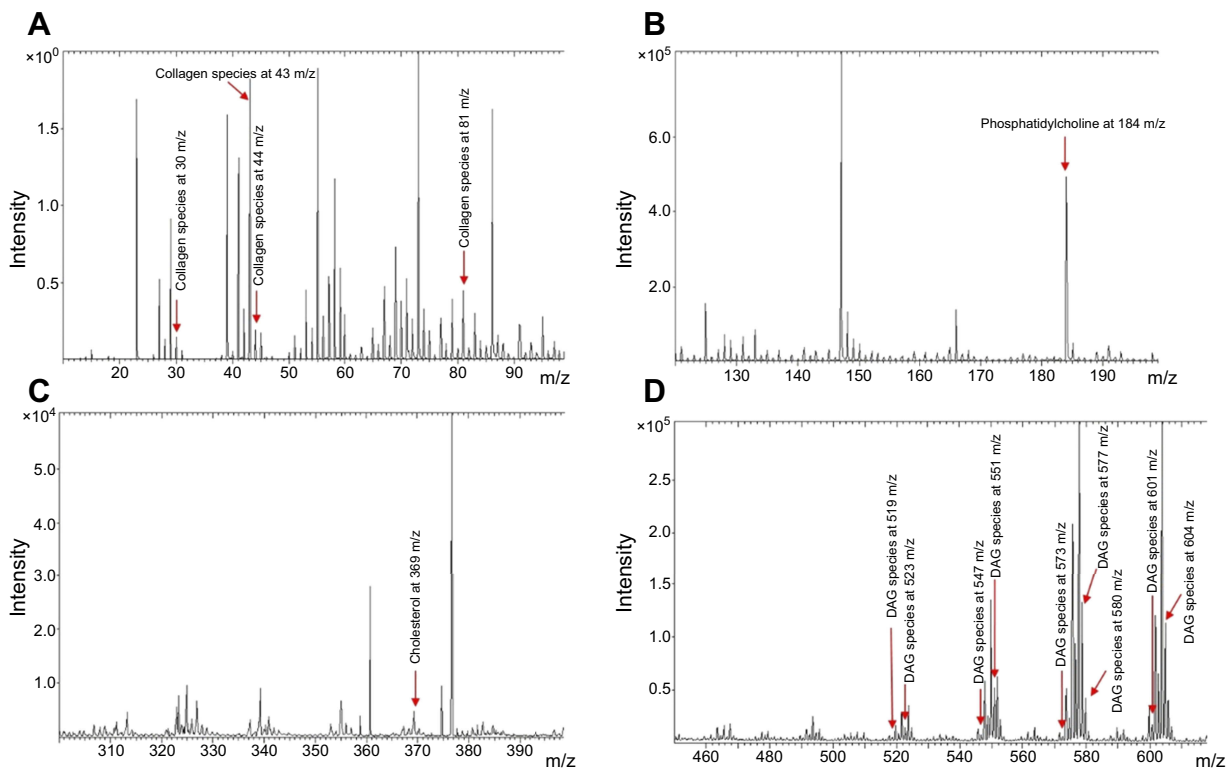 A
×10⁰
Collagen species at 43 m/z
Collagen species at 30 m/z
Collagen species at 44 m/z
Collagen species at 81 m/z
1.5
1.0
0.5
Intensity
20 30 40 50 60 70 80 90
m/z
B
×10⁵
Phosphatidylcholine at 184 m/z
6.0
4.0
2.0
Intensity
130 140 150 160 170 180 190
m/z
C
×10⁴
Cholesterol at 369 m/z
5.0
4.0
3.0
2.0
1.0
Intensity
310 320 330 340 350 360 370 380 390
m/z
D
×10⁵
DAG species at 519 m/z
DAG species at 523 m/z
DAG species at 547 m/z
DAG species at 551 m/z
DAG species at 573 m/z
DAG species at 577 m/z
DAG species at 580 m/z
DAG species at 601 m/z
DAG species at 604 m/z
2.5
2.0
1.5
1.0
0.5
Intensity
460 480 500 520 540 560 580 600
m/z